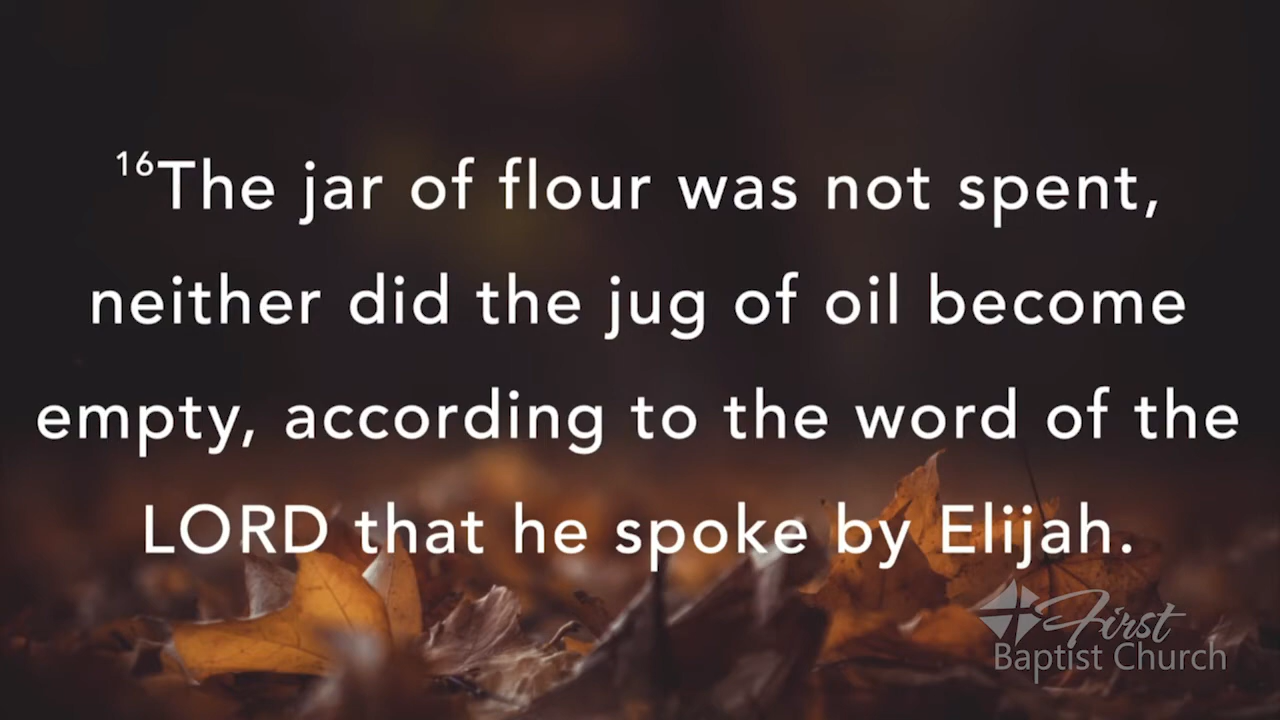 16The jar of flour was not spent,
neither did the jug of oil become
empty, according to the word of the
LORD that he spoke by Elijah.
First
Baptist Church